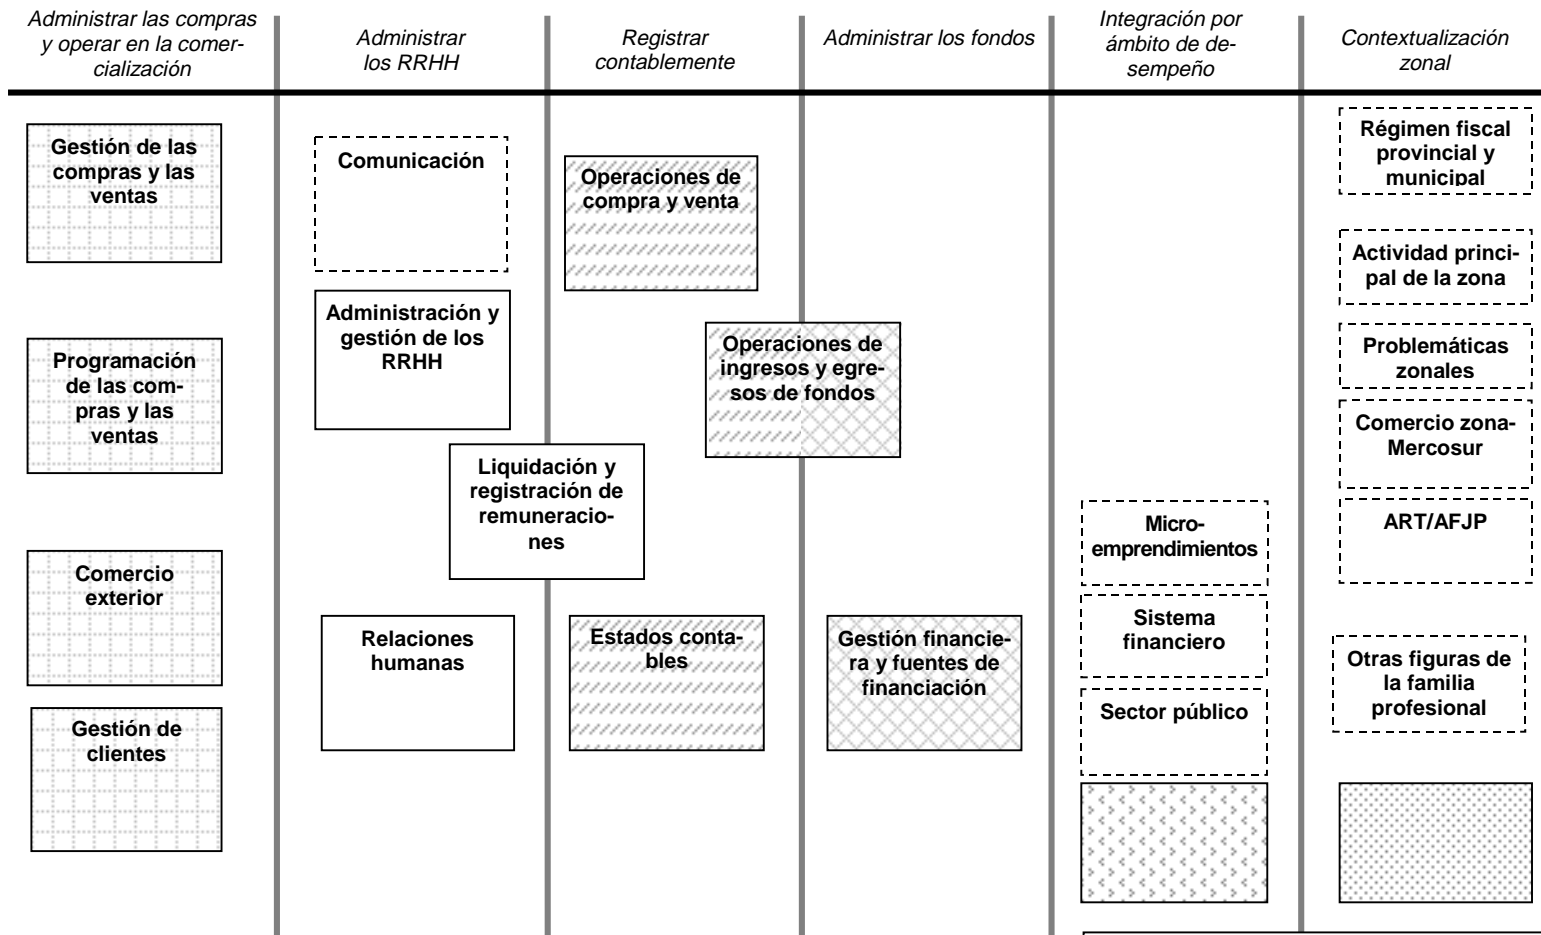 Administrar las compras
y operar en la comer-
cialización
Administrar
los RRHH
Registrar
contablemente
Administrar los fondos
Integración por
ámbito de de-
sempeño
Contextualización
zonal
Gestión de las
compras y las
ventas
Programación
de las com-
pras y las
ventas
Comercio
exterior
Gestión de
clientes
Comunicación
Administración y
gestión de los
RRHH
Liquidación y
registración de
remuneracio-
nes
Relaciones
humanas
Operaciones de
compra y venta
Operaciones de
ingresos y egre-
sos de fondos
Estados conta-
bles
Gestión financie-
ra y fuentes de
financiación
Micro-
emprendimientos
Sistema
financiero
Sector público
Régimen fiscal
provincial y
municipal
Actividad princi-
pal de la zona
Problemáticas
zonales
Comercio zona-
Mercosur
ART/AFJP
Otras figuras de
la familia
profesional